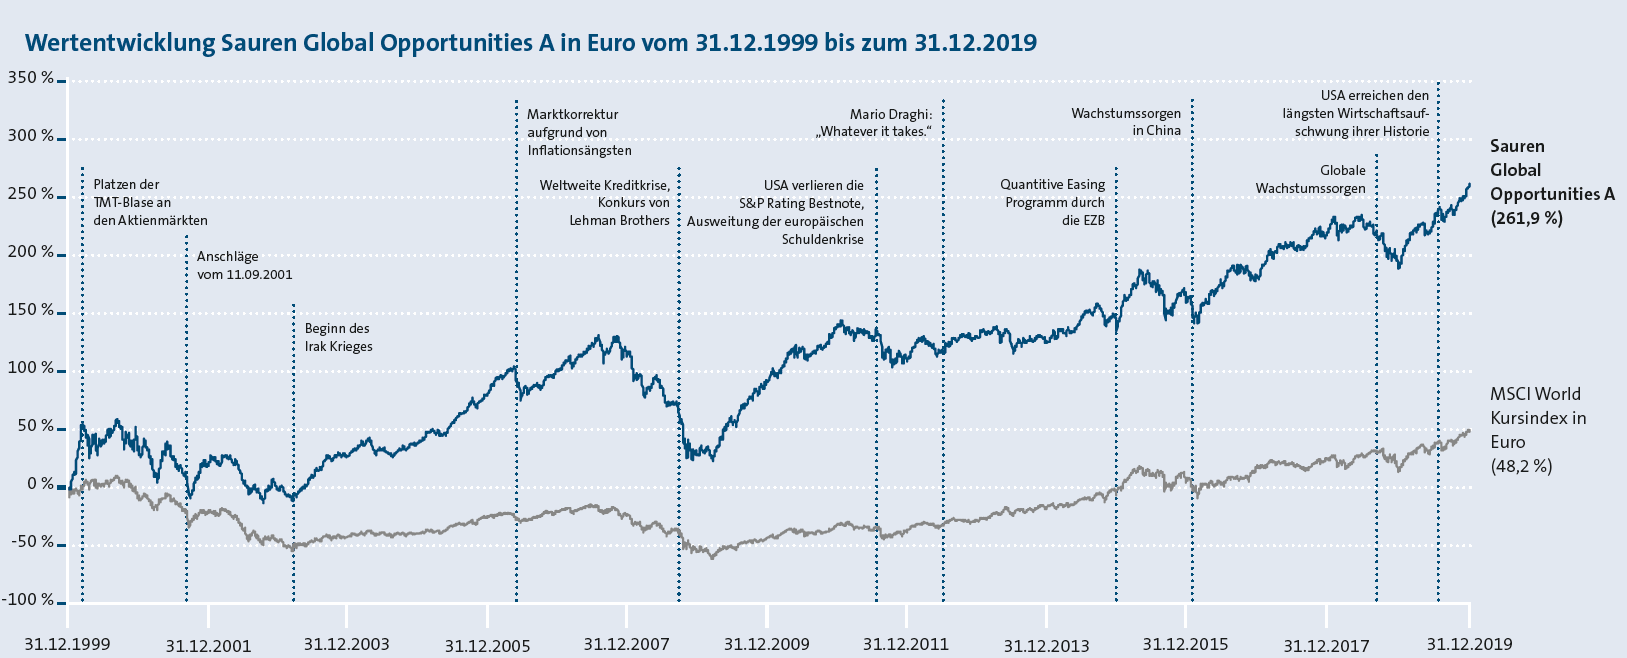 Wertentwicklung Sauren Global Opportunities A in Euro vom 31.12.1999 bis zum 31.12.2019
350 %
300 %
250 %
200 %
150 %
100 %
50 %
0 %
-50 %
-100 %
Platzen der
TMT-Blase an
den Aktienmärkten
Anschläge
vom 11.09.2001
Beginn des
Irak Krieges
Marktkorrektur
aufgrund von
Inflationsängsten
Weltweite Kreditkrise,
Konkurs von
Lehman Brothers
USA verlieren die
S&P Rating Bestnote,
Ausweitung der europäischen
Schuldenkrise
Mario Draghi:
„Whatever it takes.“
Quantitive Easing
Programm durch
die EZB
Wachstumssorgen
in China
Globale
Wachstumssorgen
USA erreichen den
längsten Wirtschaftsauf-
schwung ihrer Historie
Sauren
Global
Opportunities A
(261,9 %)
MSCI World
Kursindex in
Euro
(48,2 %)
31.12.1999
31.12.2001
31.12.2003
31.12.2005
31.12.2007
31.12.2009
31.12.2011
31.12.2013
31.12.2015
31.12.2017
31.12.2019